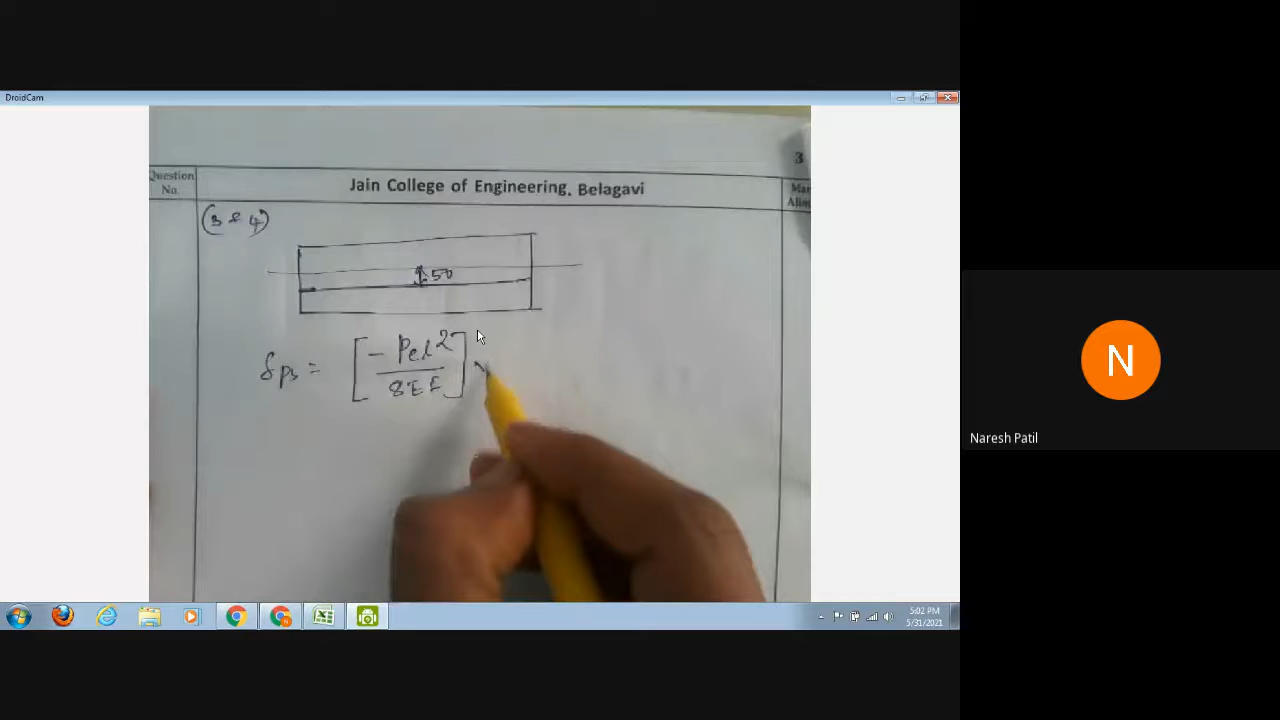 DroidCam
3
Question
No.
Jain College of Engineering, Belagavi
(3 & 4)
50
δps = [ - Pel² / 8EI ] ×
N
Naresh Patil
5:02 PM
5/31/2021